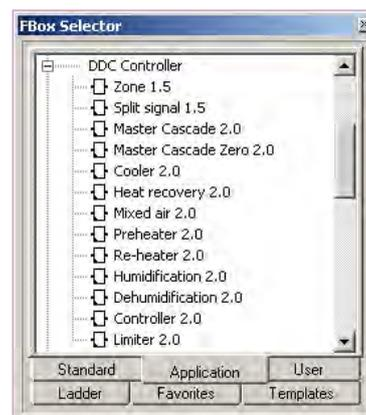 FBox Selector
DDC Controller
Zone 1.5
Split signal 1.5
Master Cascade 2.0
Master Cascade Zero 2.0
Cooler 2.0
Heat recovery 2.0
Mixed air 2.0
Preheater 2.0
Re-heater 2.0
Humidification 2.0
Dehumidification 2.0
Controller 2.0
Limiter 2.0
Standard Application User
Ladder Favorites Templates